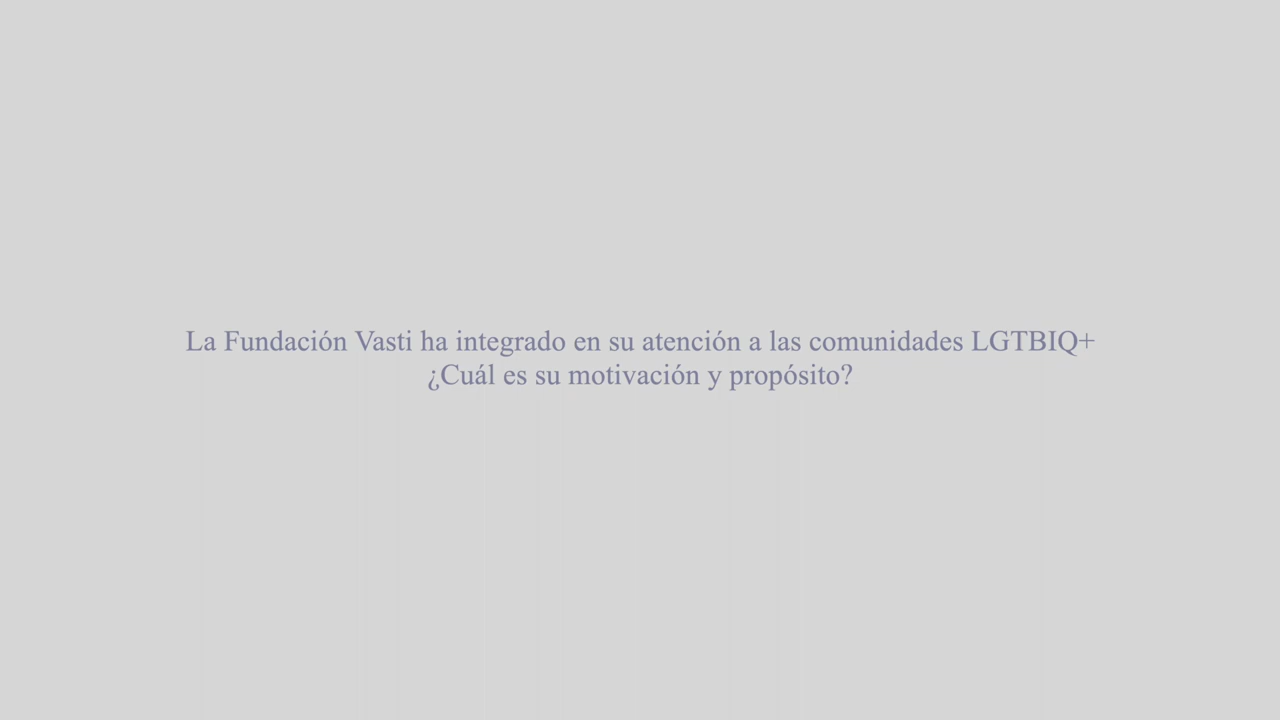 La Fundación Vasti ha integrado en su atención a las comunidades LGTBIQ+
¿Cuál es su motivación y propósito?